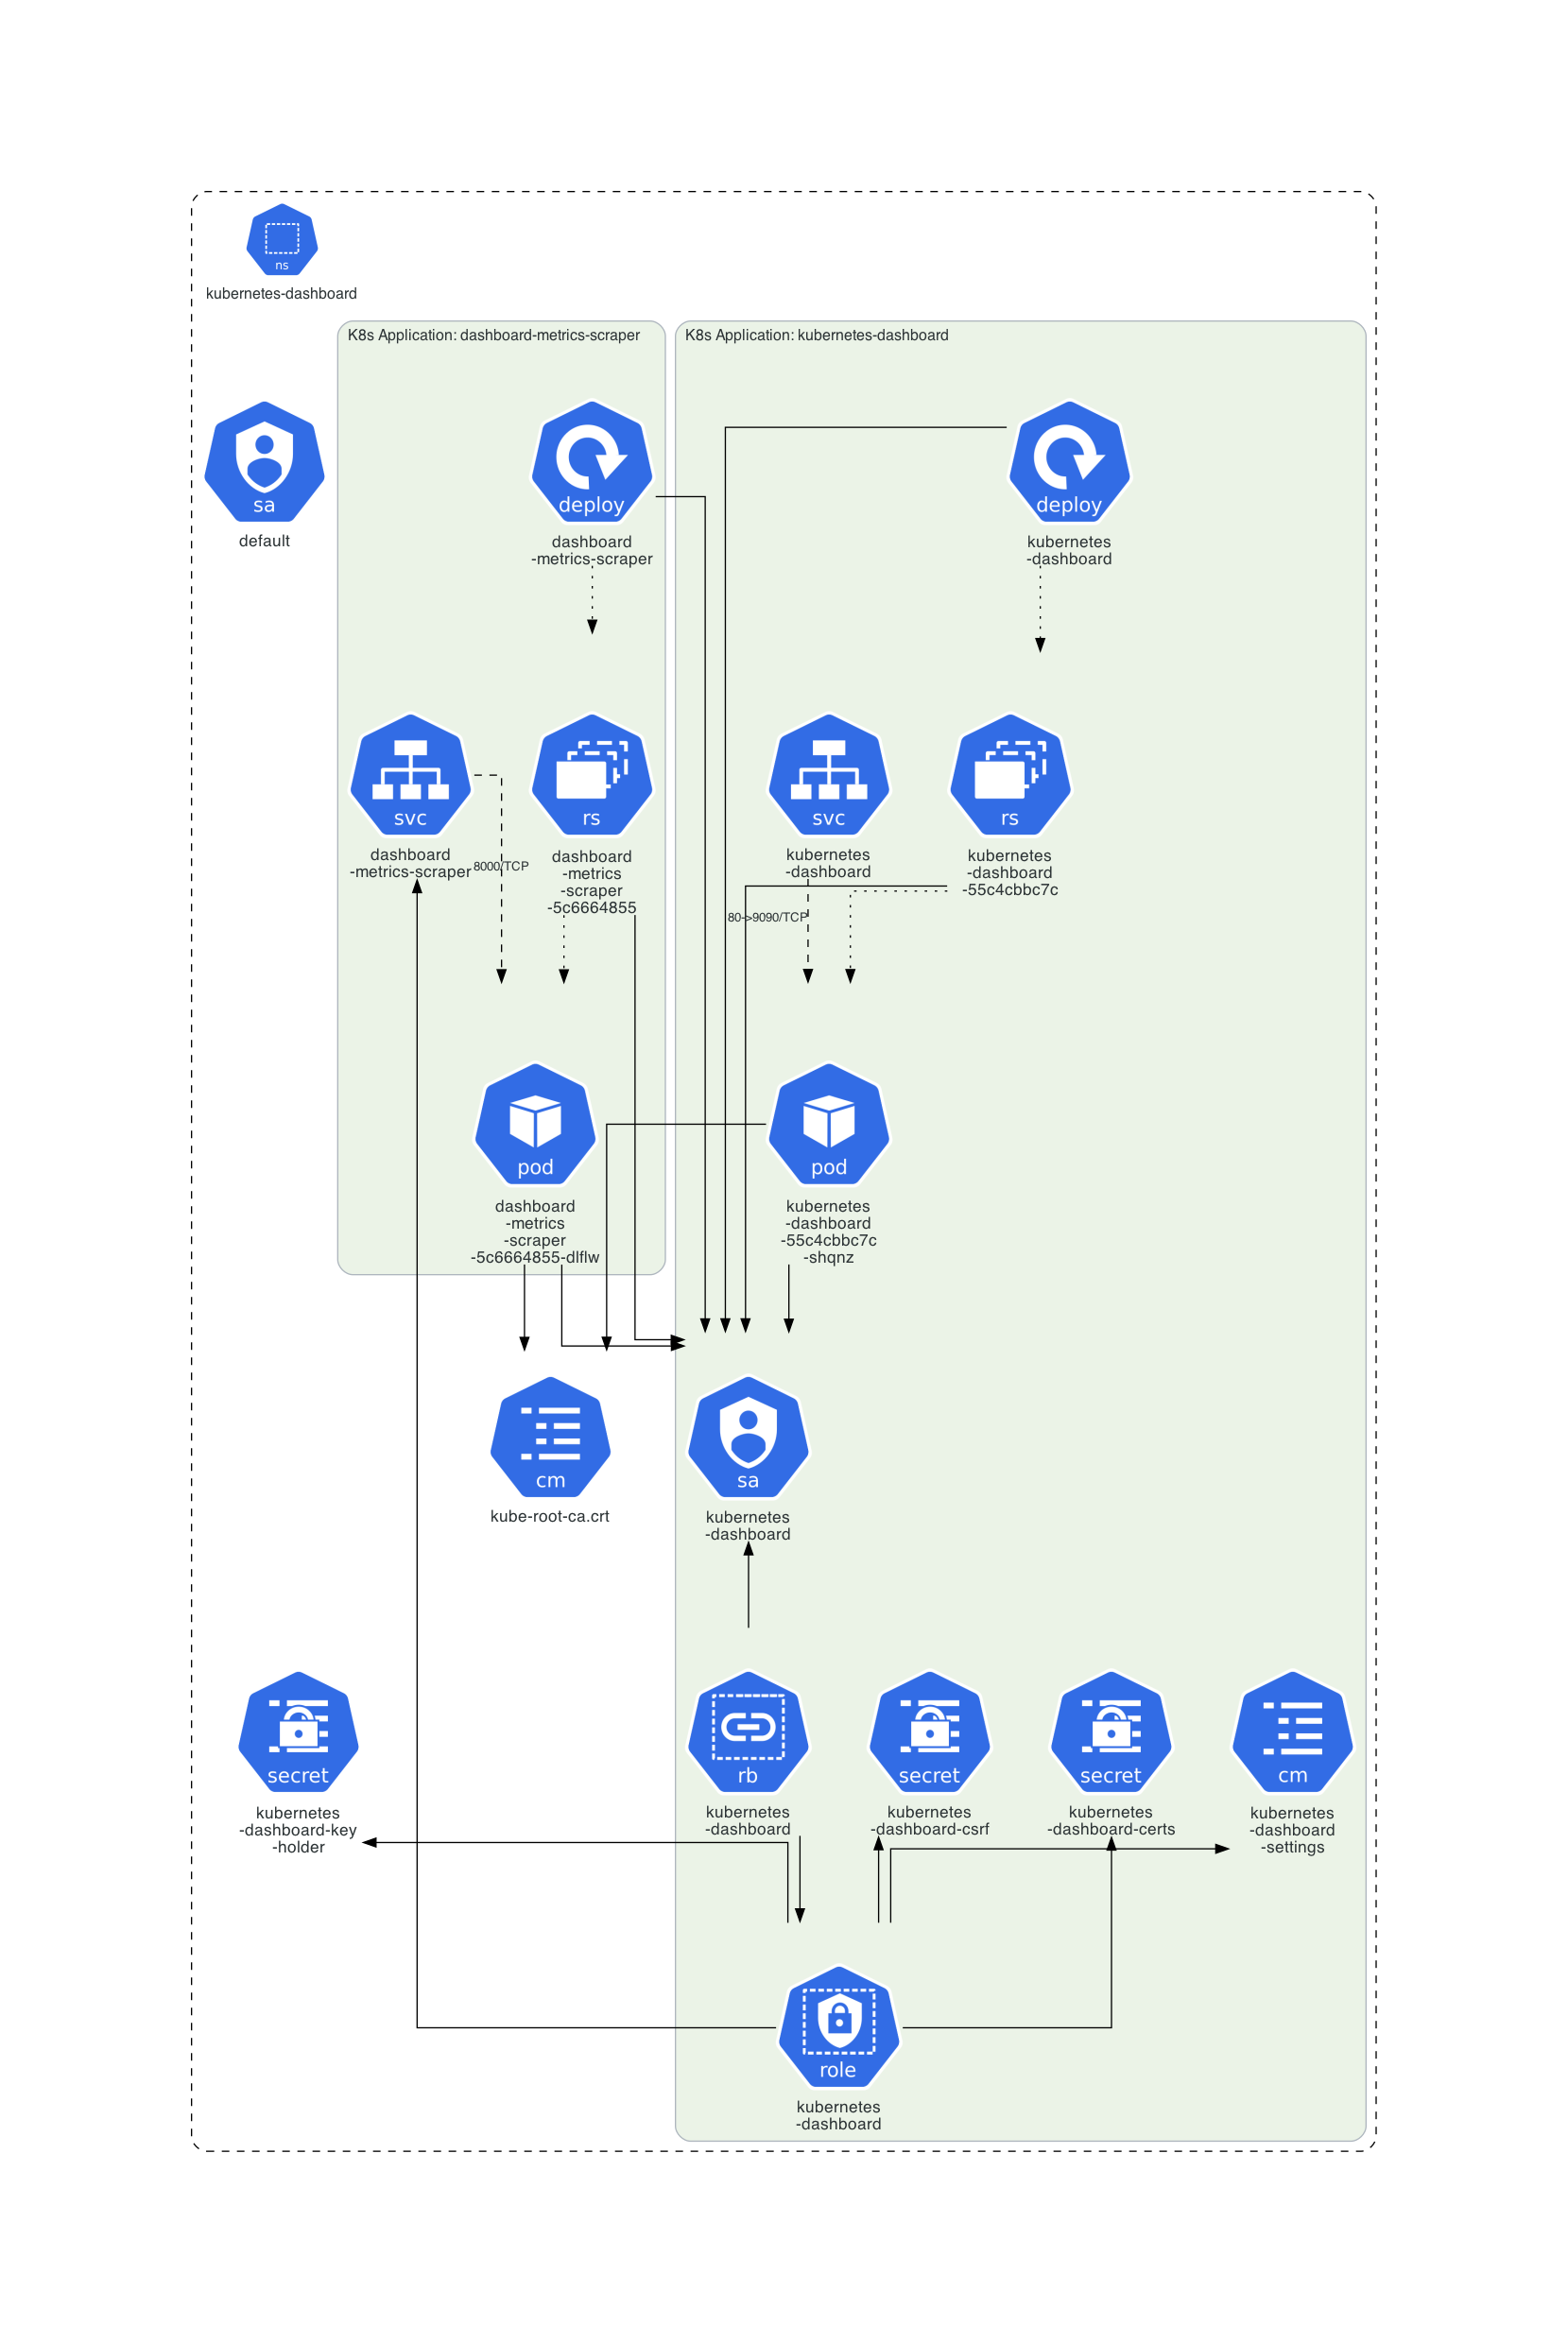 ns
kubernetes-dashboard
K8s Application: dashboard-metrics-scraper
K8s Application: kubernetes-dashboard
sa
default
deploy
dashboard
-metrics-scraper
deploy
kubernetes
-dashboard
svc
dashboard
-metrics-scraper
8000/TCP
rs
dashboard
-metrics
-scraper
-5c6664855
svc
kubernetes
-dashboard
80->9090/TCP
rs
kubernetes
-dashboard
-55c4cbbc7c
pod
dashboard
-metrics
-scraper
-5c6664855-dlflw
pod
kubernetes
-dashboard
-55c4cbbc7c
-shqnz
cm
kube-root-ca.crt
sa
kubernetes
-dashboard
secret
kubernetes
-dashboard-key
-holder
rb
kubernetes
-dashboard
secret
kubernetes
-dashboard-csrf
secret
kubernetes
-dashboard-certs
cm
kubernetes
-dashboard
-settings
role
kubernetes
-dashboard